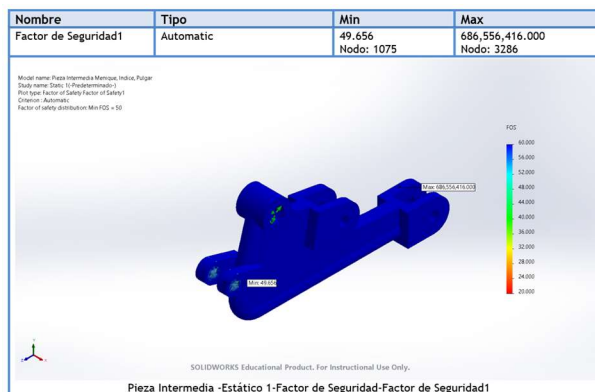 Nombre Tipo Min Max
Factor de Seguridad1 Automatic 49.656 686,556,416.000
Nodo: 1075 Nodo: 3286
Model name: Pieza Intermedia Menique, Indice, Pulgar
Study name: Static 1(-Predeterminado-)
Plot type: Factor of Safety Factor of Safety1
Criterion : Automatic
Factor of safety distribution: Min FOS = 50
FOS
60.000
56.000
52.000
48.000
44.000
40.000
36.000
32.000
28.000
24.000
20.000
Max: 686,556,416.000
Min: 49.656
SOLIDWORKS Educational Product. For Instructional Use Only.
Pieza Intermedia -Estático 1-Factor de Seguridad-Factor de Seguridad1